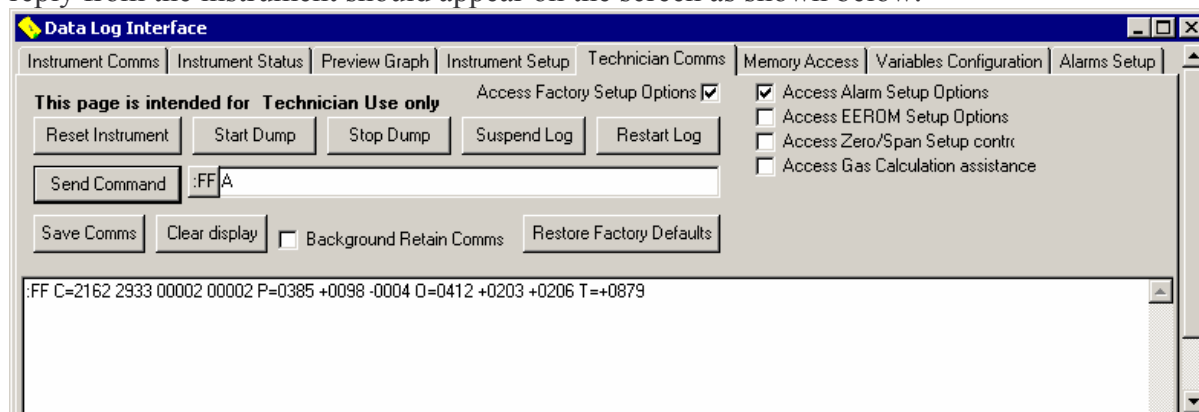 reply from the instrument should appear on the screen as shown below.
Data Log Interface
Instrument Comms Instrument Status Preview Graph Instrument Setup Technician Comms Memory Access Variables Configuration Alarms Setup
This page is intended for Technician Use only
Access Factory Setup Options
Reset Instrument Start Dump Stop Dump Suspend Log Restart Log
Access Alarm Setup Options
Access EEROM Setup Options
Access Zero/Span Setup contrc
Access Gas Calculation assistance
Send Command :FF A
Save Comms Clear display Background Retain Comms Restore Factory Defaults
:FF C=2162 2933 00002 00002 P=0385 +0098 -0004 O=0412 +0203 +0206 T=+0879